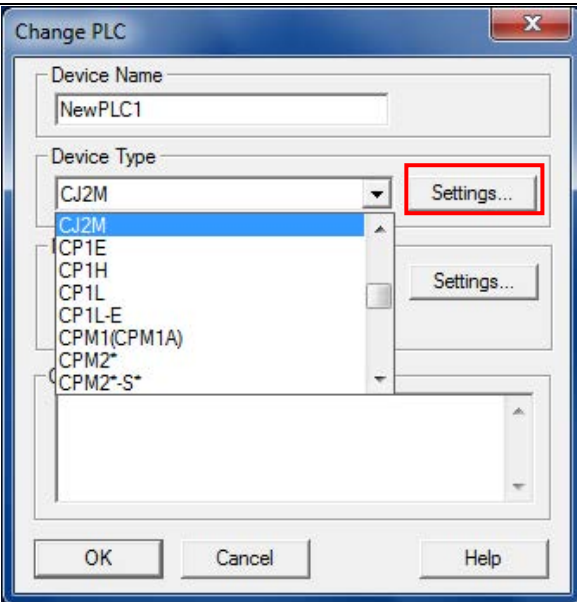 Change PLC
Device Name
NewPLC1
Device Type
CJ2M
Settings...
CJ2M
CP1E
CP1H
CP1L
CP1L-E
CPM1(CPM1A)
CPM2*
CPM2*-S*
Settings...
OK
Cancel
Help